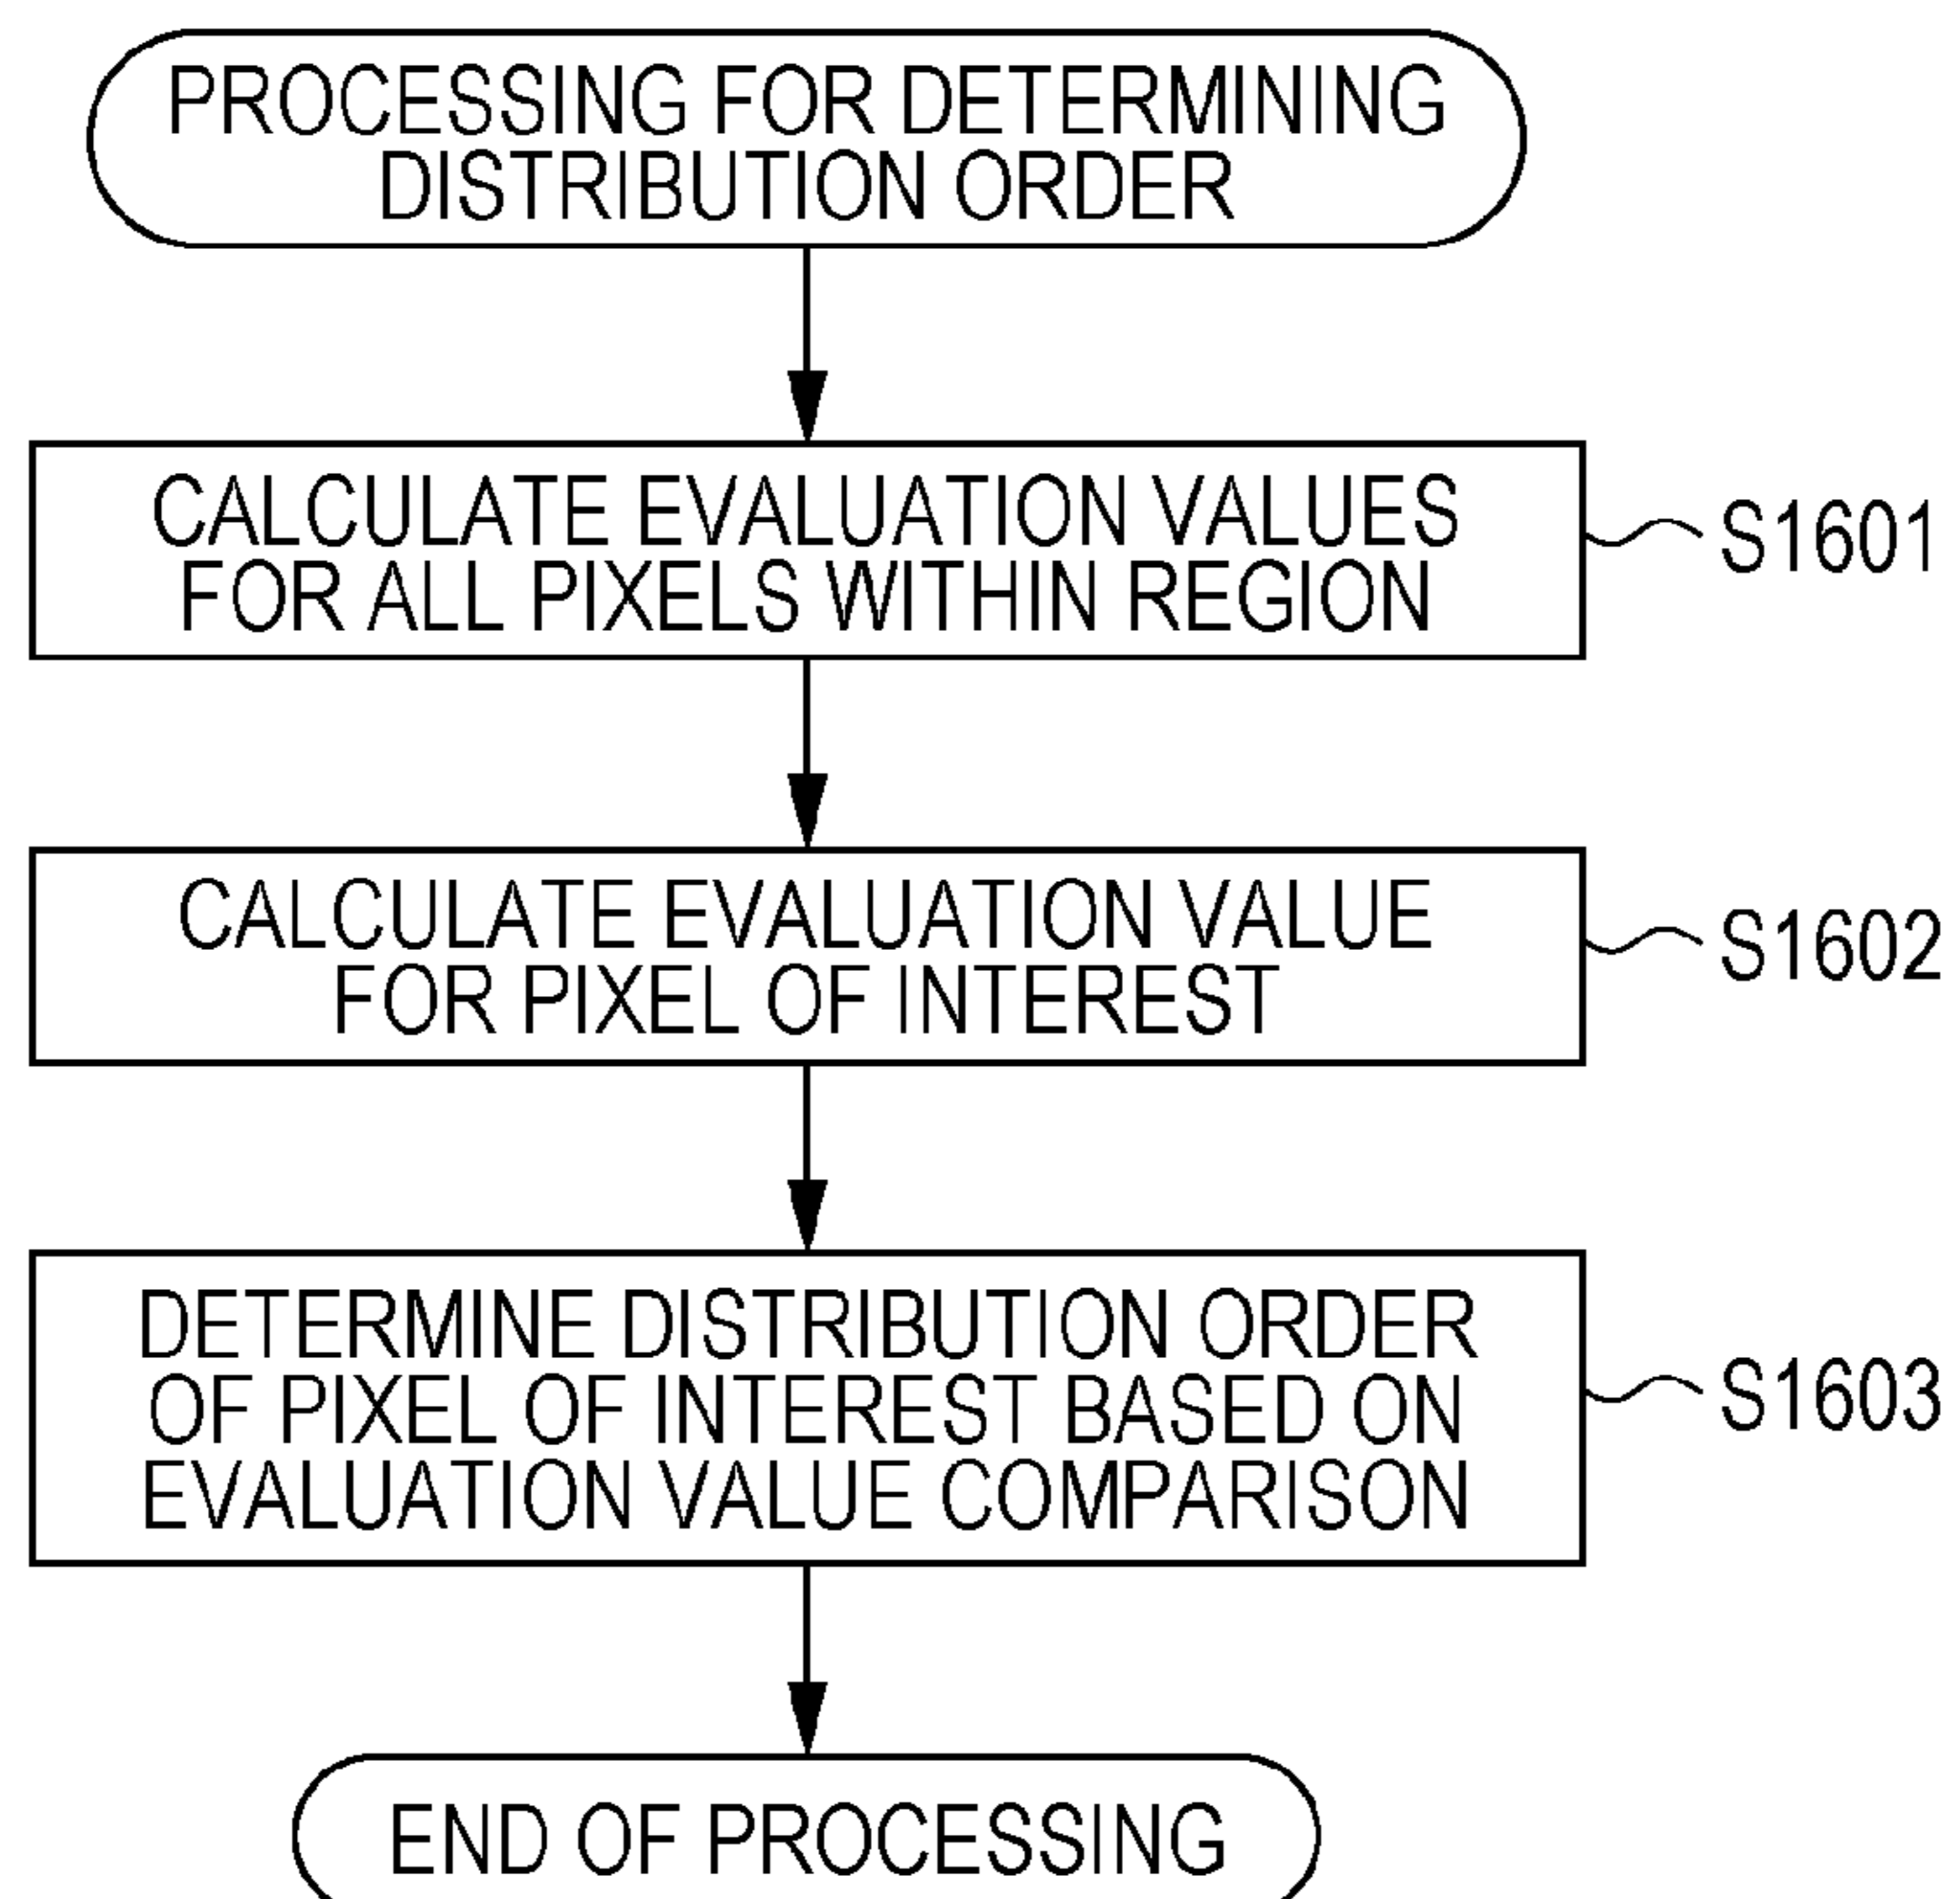 PROCESSING FOR DETERMINING
DISTRIBUTION ORDER
CALCULATE EVALUATION VALUES
FOR ALL PIXELS WITHIN REGION
S1601
CALCULATE EVALUATION VALUE
FOR PIXEL OF INTEREST
S1602
DETERMINE DISTRIBUTION ORDER
OF PIXEL OF INTEREST BASED ON
EVALUATION VALUE COMPARISON
S1603
END OF PROCESSING